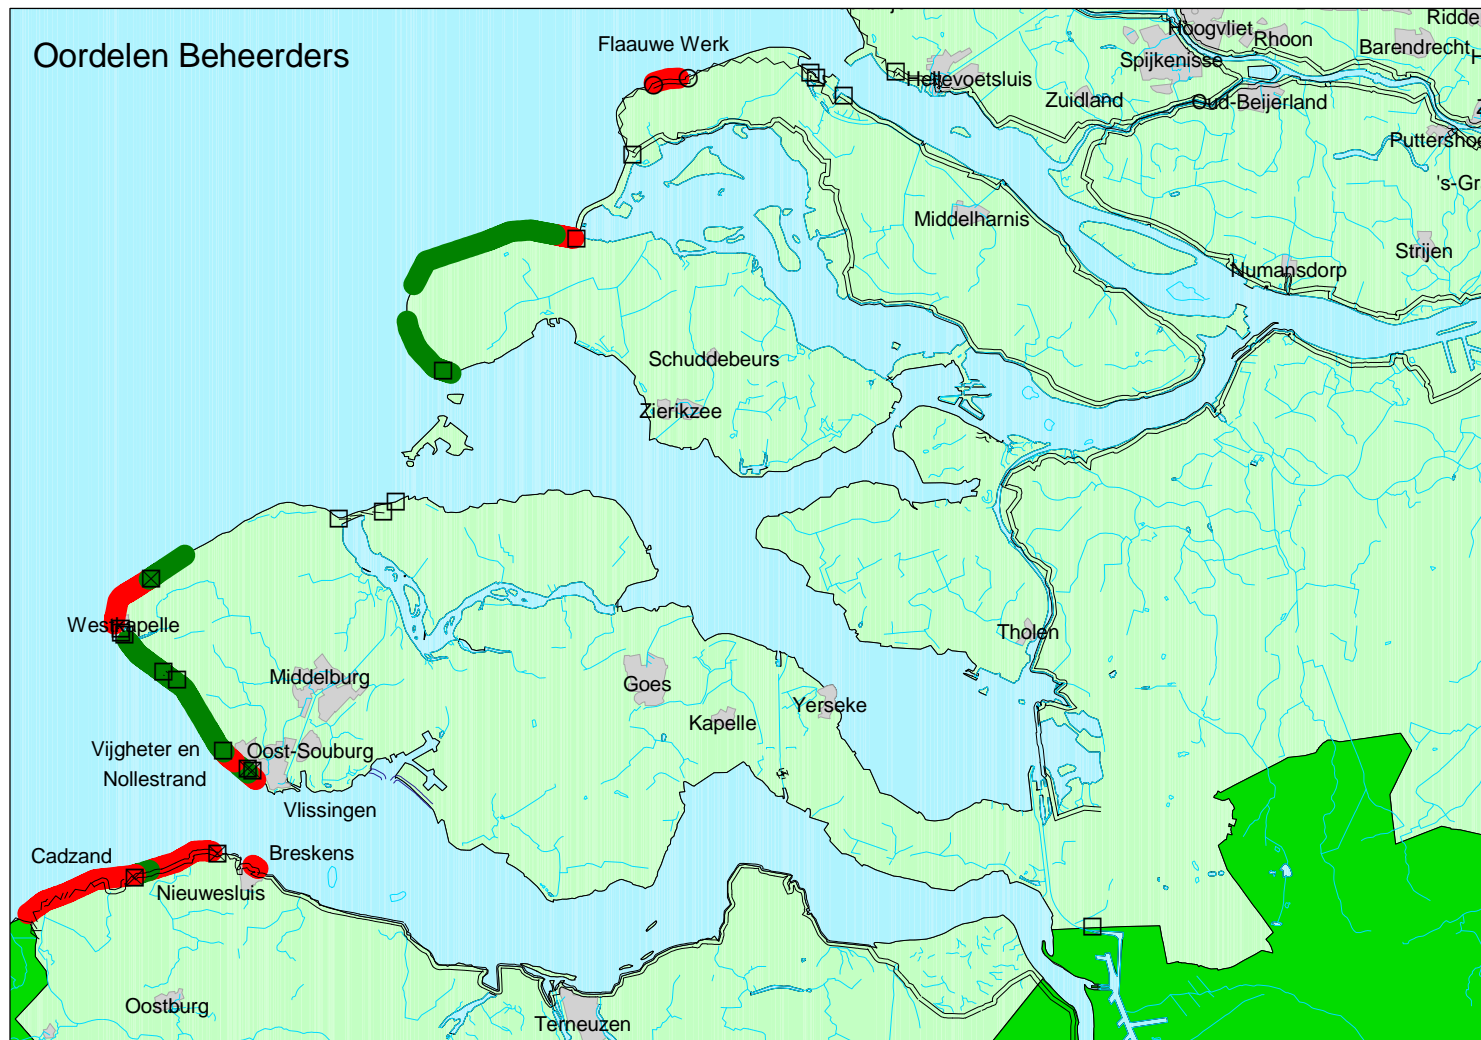 Oordelen Beheerders
Flaauwe Werk
Hoogvliet
Rhoon
Ridde
Barendrecht
H
Spijkenisse
Hellevoetsluis
Zuidland
Oud-Beijerland
Z
Puttershoe
's-Gr
Middelharnis
Strijen
Numansdorp
Schuddebeurs
Zierikzee
Westkapelle
Tholen
Middelburg
Goes
Kapelle
Yerseke
Vijgheter en
Nollestrand
Oost-Souburg
Vlissingen
Cadzand
Breskens
Nieuwesluis
Oostburg
Terneuzen